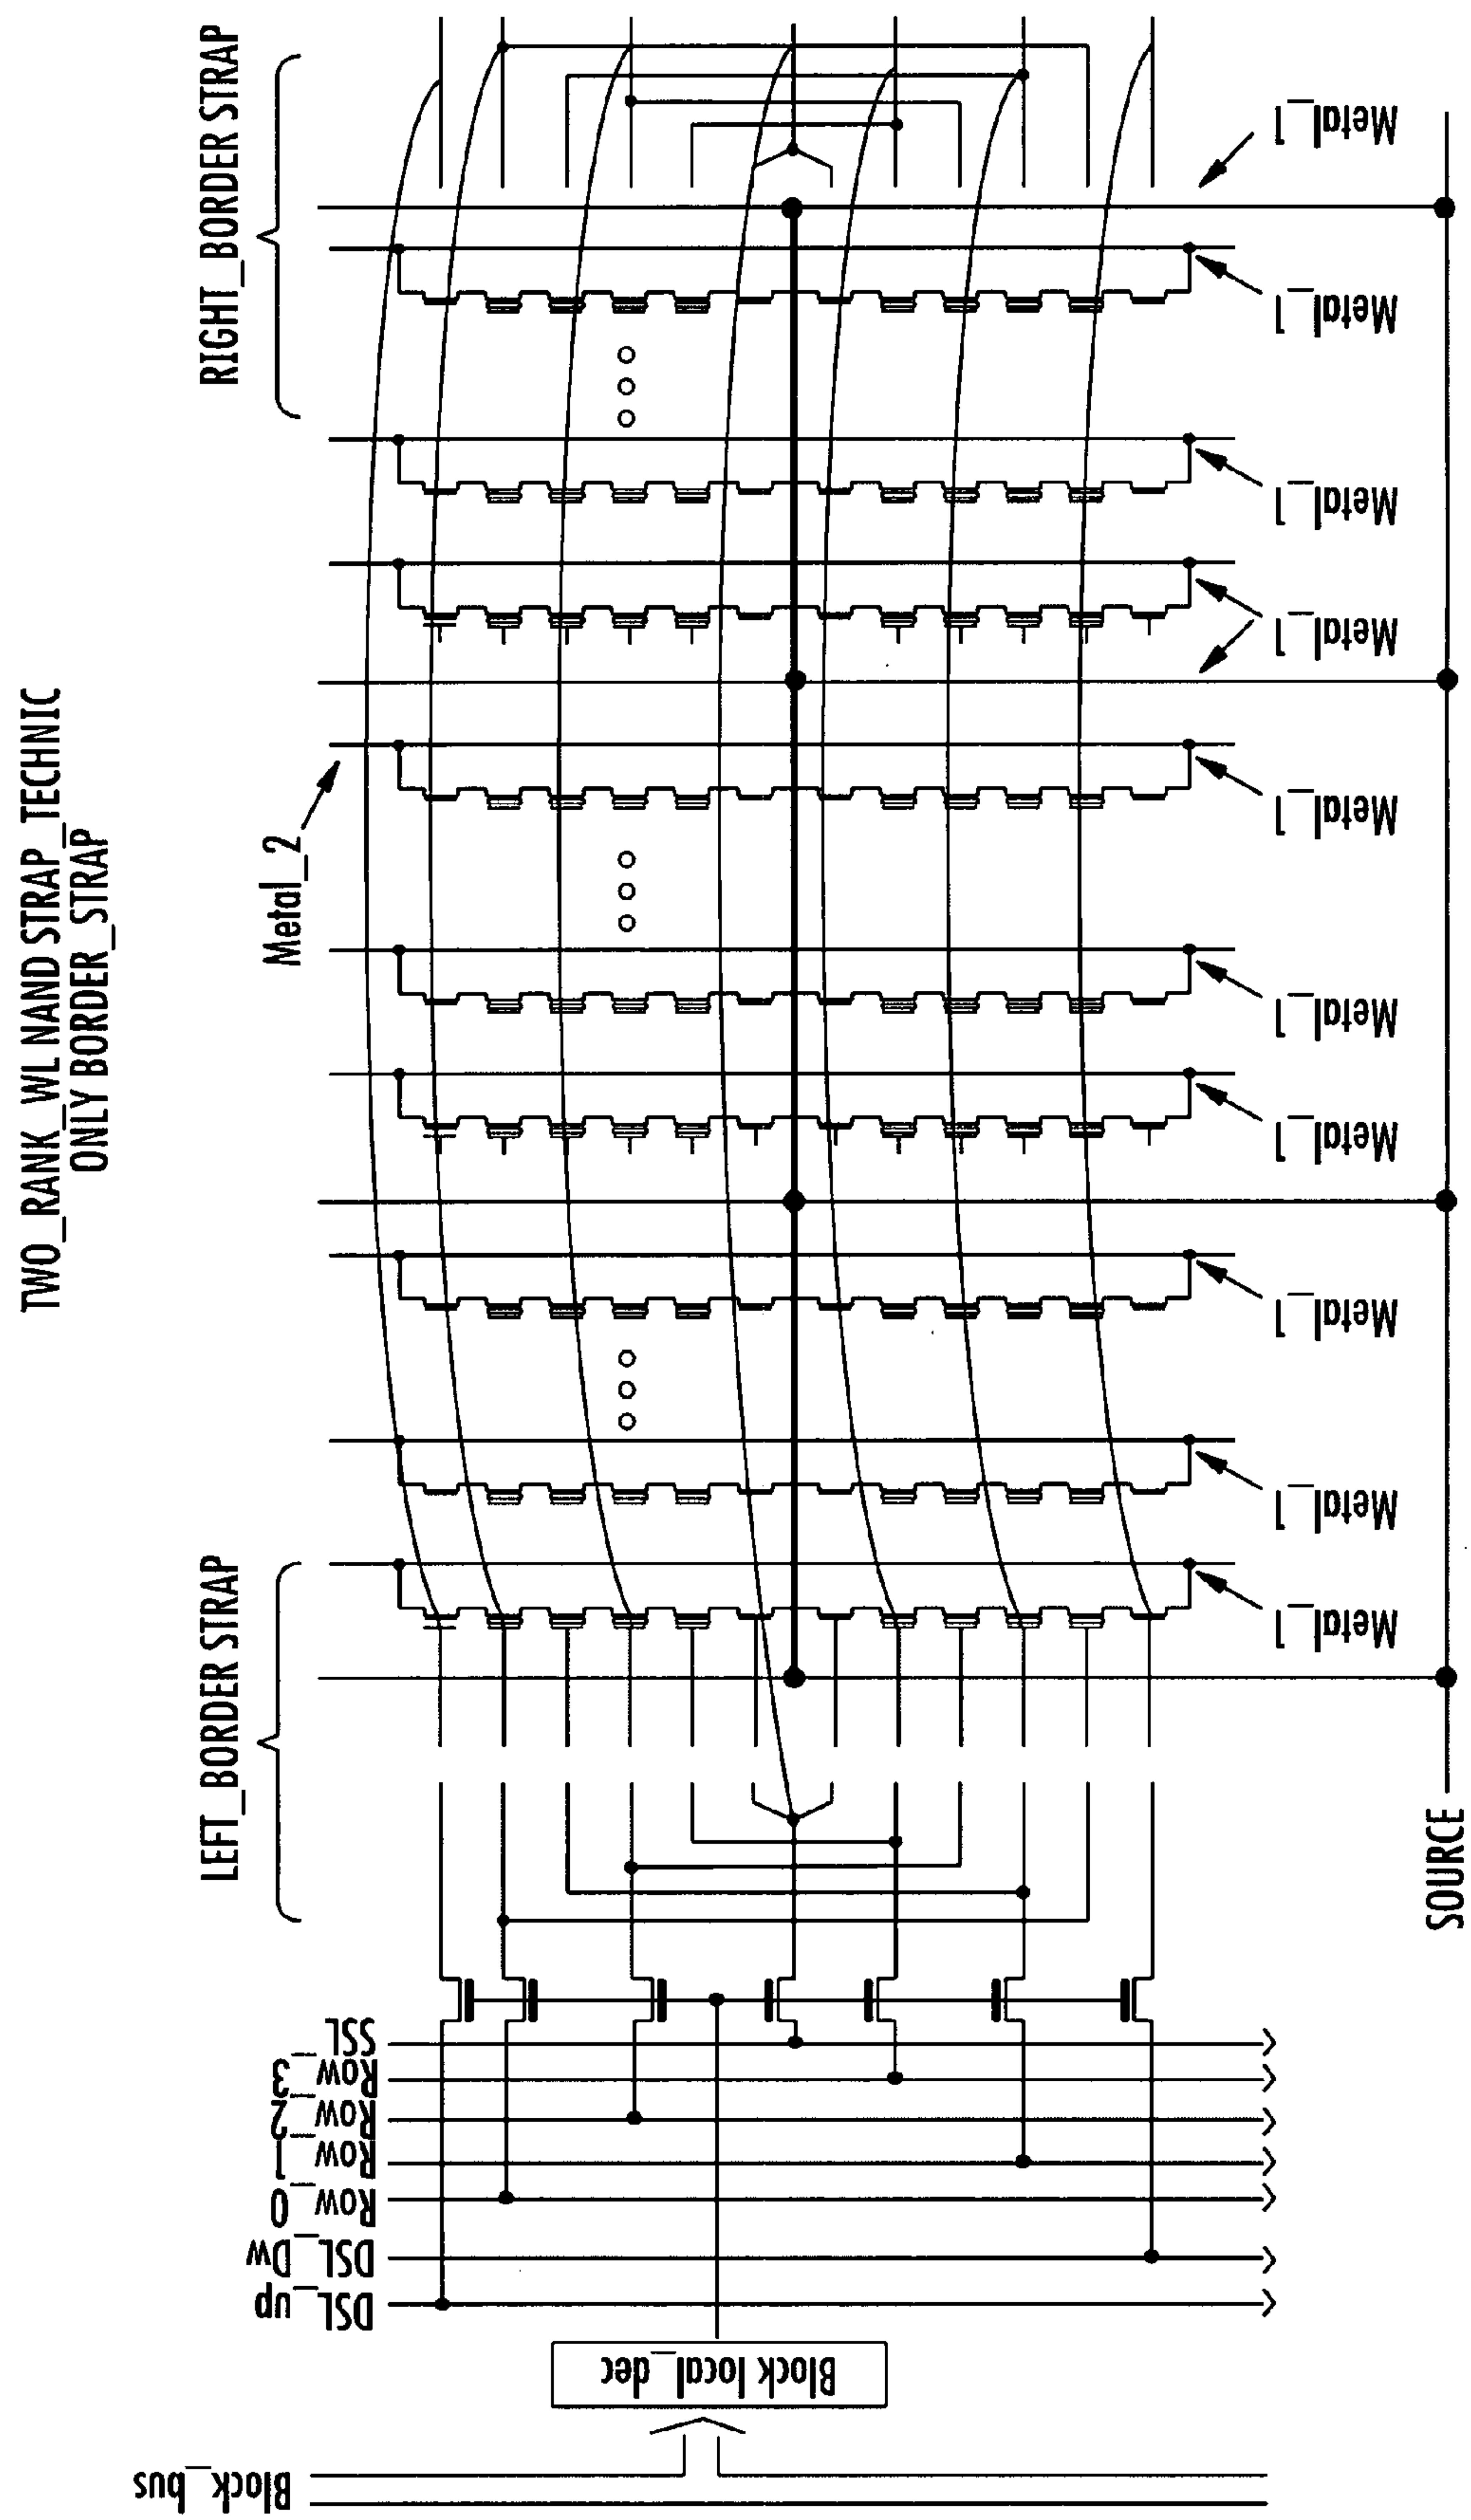 TWO_RANK_WL NAND STRAP_TECHNIC
ONLY BORDER_STRAP
RIGHT_BORDER STRAP
Metal_1
Metal_1
Metal_1
Metal_1
Metal_2
Metal_1
Metal_1
Metal_1
Metal_1
Metal_1
LEFT_BORDER STRAP
Metal_1
SOURCE
SSL
Row_3
Row_2
Row_1
Row_0
DSL_Dw
DSL_up
Block local_dec
Block_bus